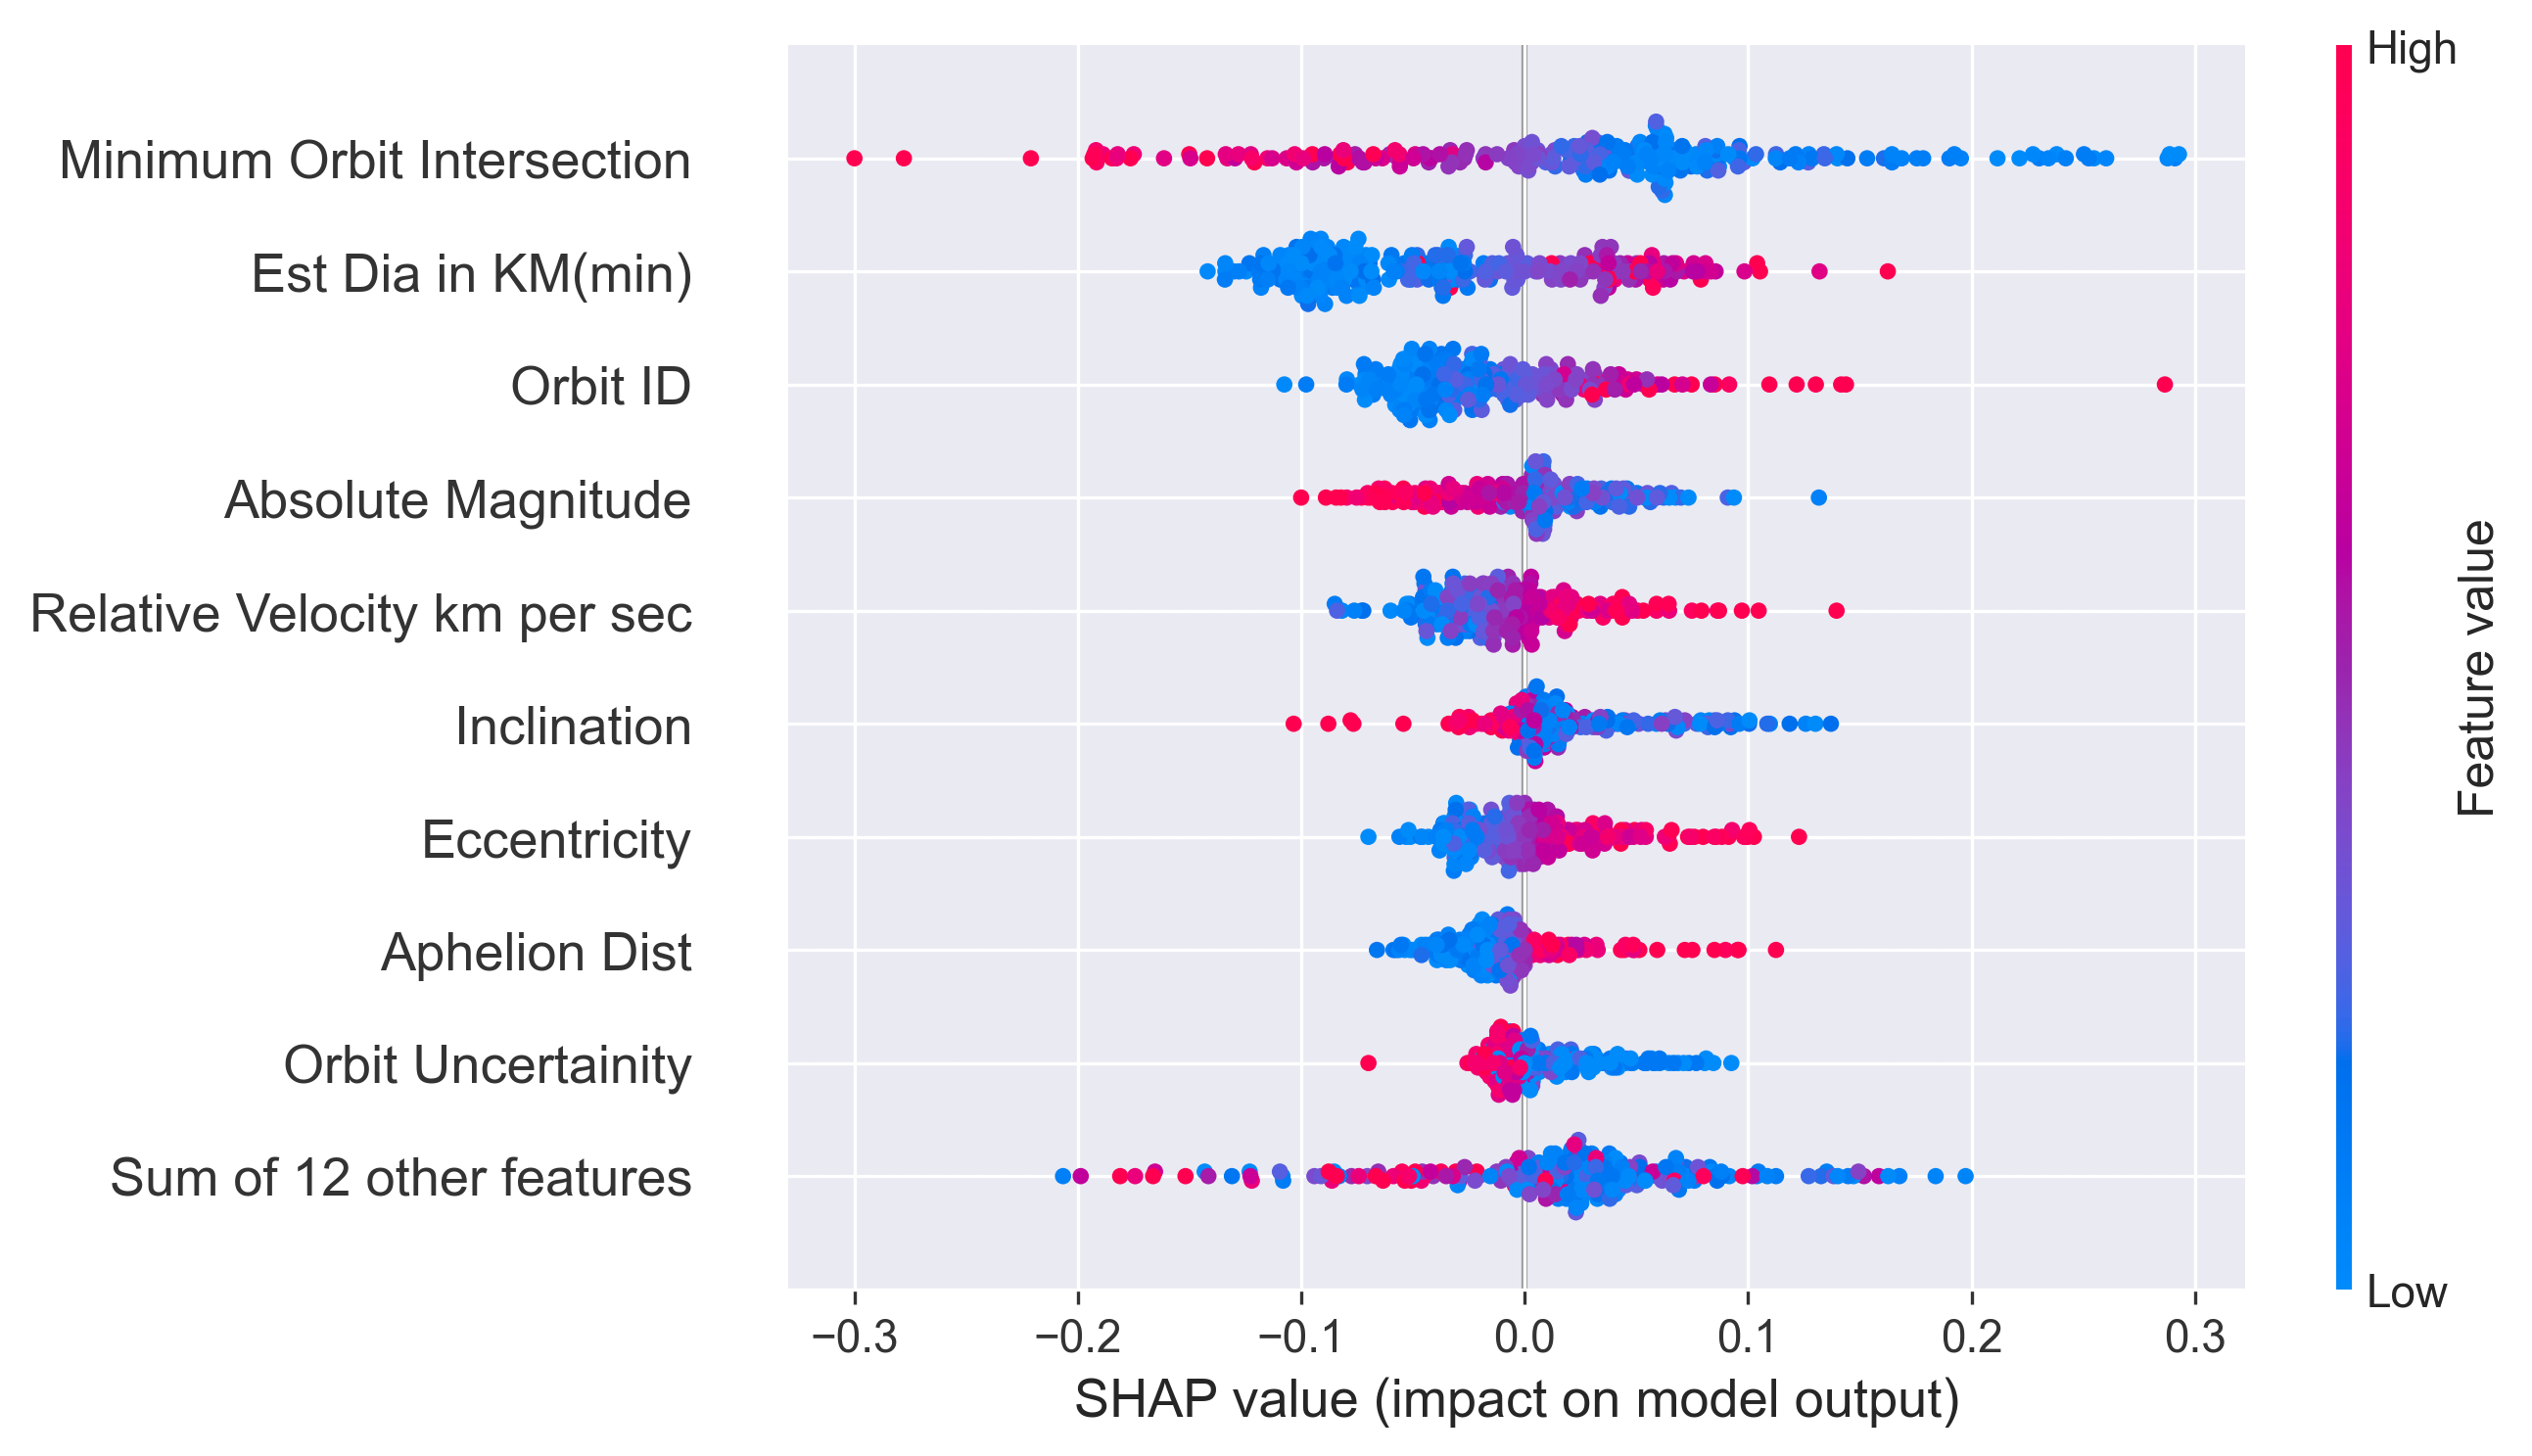 High
Minimum Orbit Intersection
Est Dia in KM(min)
Orbit ID
Absolute Magnitude
Relative Velocity km per sec
Inclination
Eccentricity
Aphelion Dist
Orbit Uncertainity
Sum of 12 other features
Feature value
Low
−0.3 −0.2 −0.1 0.0 0.1 0.2 0.3
SHAP value (impact on model output)